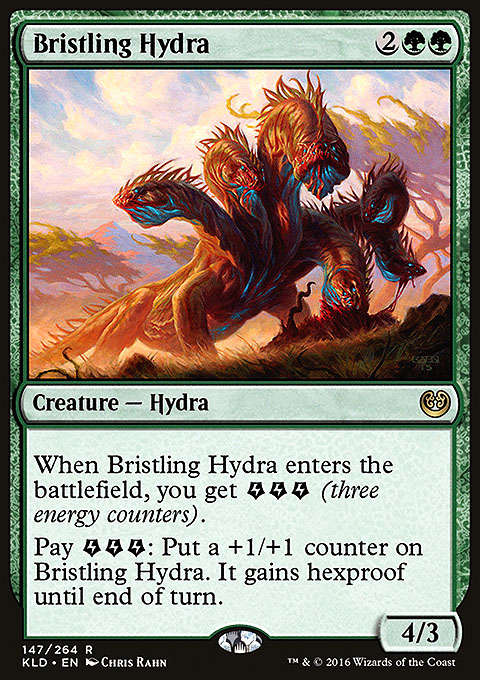 Bristling Hydra 2
Creature — Hydra
When Bristling Hydra enters the
battlefield, you get (three
energy counters).
Pay : Put a +1/+1 counter on
Bristling Hydra. It gains hexproof
until end of turn.
4/3
147/264 R
KLD • EN Chris Rahn
™ & © 2016 Wizards of the Coast